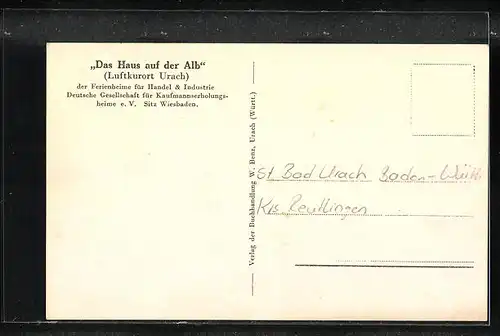 „Das Haus auf der Alb“
(Luftkurort Urach)
der Ferienheime für Handel & Industrie
Deutsche Gesellschaft für Kaufmannserholungs-
heime e. V. Sitz Wiesbaden.
Verlag der Buchhandlung W. Benz, Urach (Württ.)
St Bad Urach Baden-Württ
Krs Reutlingen